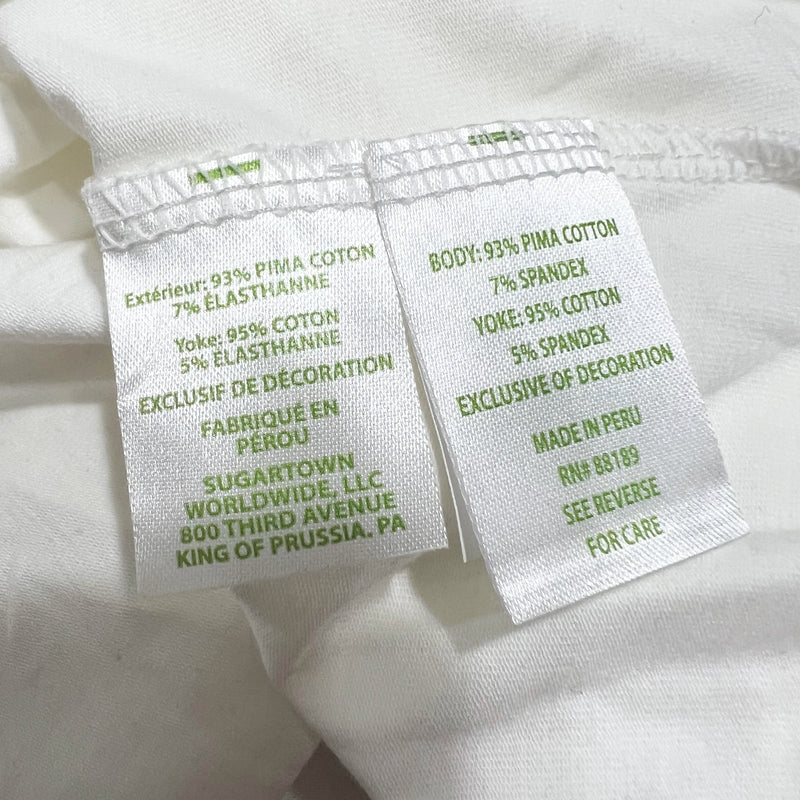 Extérieur: 93% PIMA COTON
7% ÉLASTHANNE
Yoke: 95% COTON
5% ÉLASTHANNE
EXCLUSIF DE DÉCORATION
FABRIQUÉ EN
PÉROU
SUGARTOWN
WORLDWIDE, LLC
800 THIRD AVENUE
KING OF PRUSSIA. PA
BODY: 93% PIMA COTTON
7% SPANDEX
YOKE: 95% COTTON
5% SPANDEX
EXCLUSIVE OF DECORATION
MADE IN PERU
RN# 88189
SEE REVERSE
FOR CARE